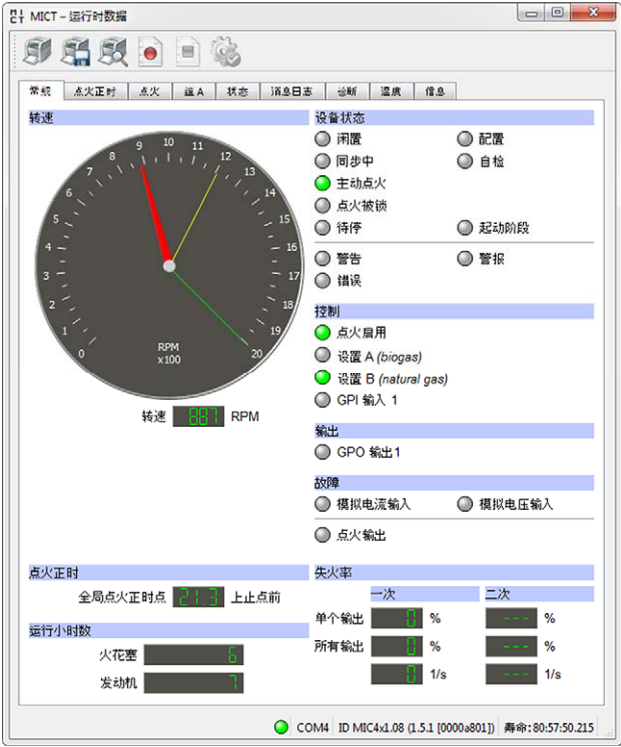 MICT – 运行时数据
常规 点火正时 点火 组 A 状态 消息日志 诊断 温度 信息
转速
0 1 2 3 4 5 6 7 8 9 10 11 12 13 14 15 16 17 18 19 20
RPM
x100
转速 887 RPM
设备状态
闲置 配置
同步中 自检
主动点火
点火被锁
待停 起动阶段
警告 警报
错误
控制
点火启用
设置 A (biogas)
设置 B (natural gas)
GPI 输入 1
输出
GPO 输出1
故障
模拟电流输入 模拟电压输入
点火输出
点火正时
全局点火正时点 21.3 上止点前
运行小时数
火花塞 6
发动机 7
失火率
一次 二次
单个输出 0 % --- %
所有输出 0 % --- %
0 1/s --- 1/s
COM4 ID MIC4x1.08 (1.5.1 [0000a801]) 寿命:80:57:50.215